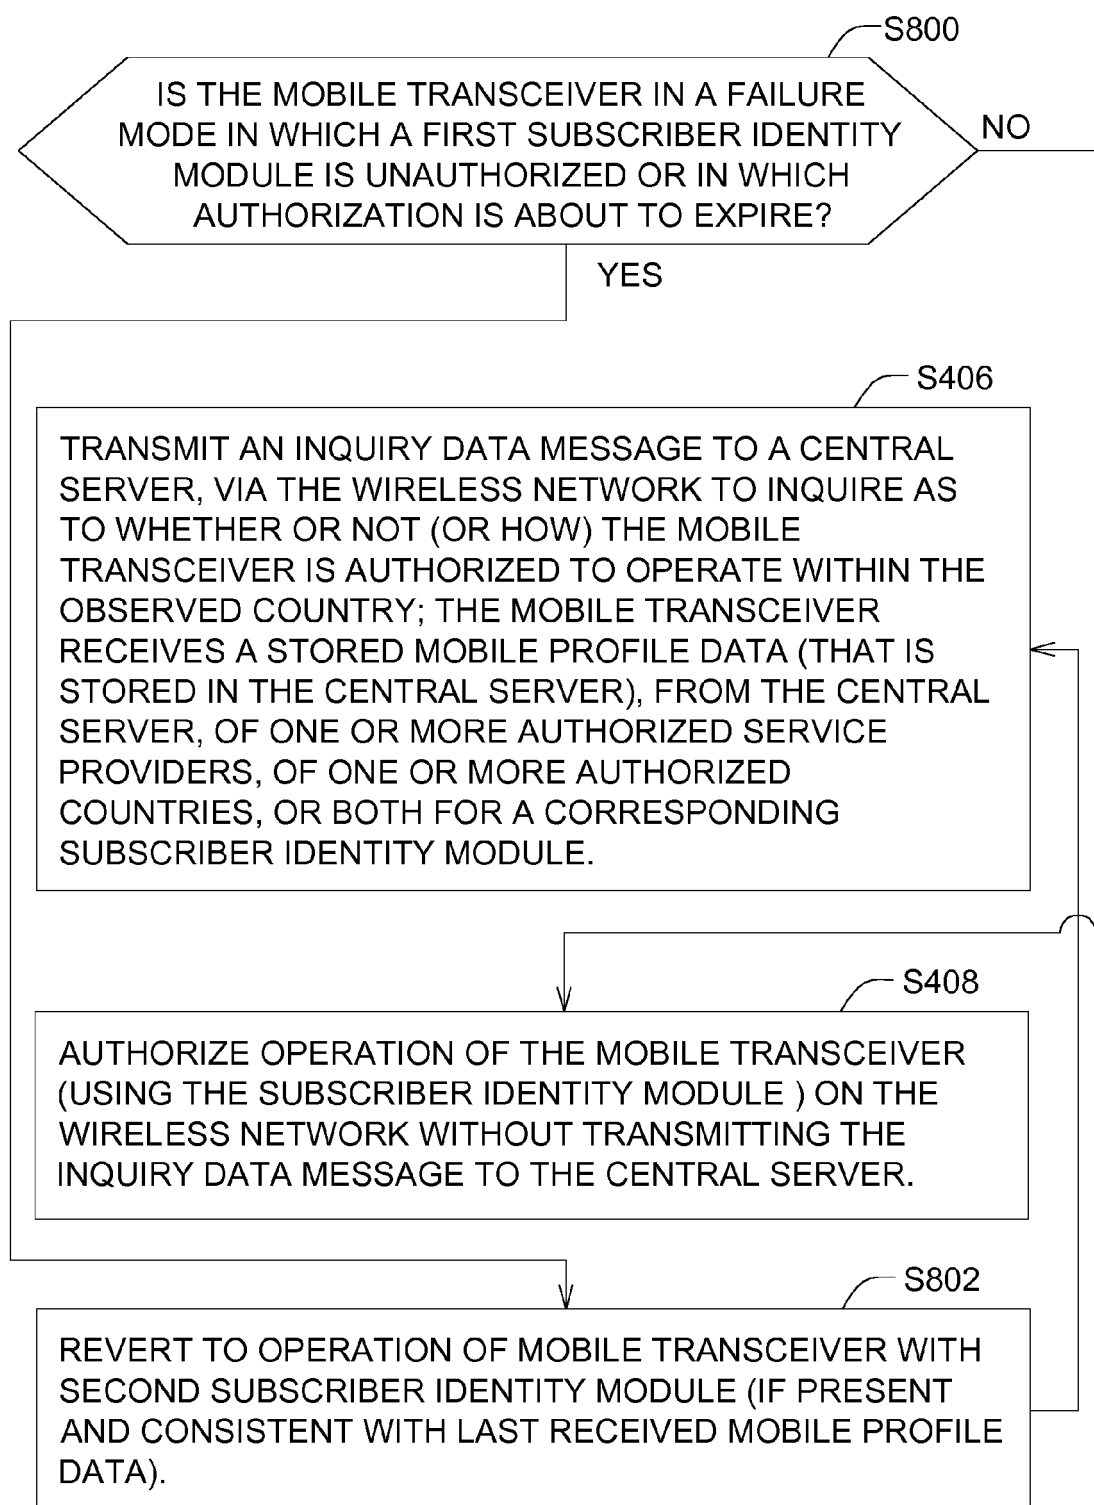 S800
IS THE MOBILE TRANSCEIVER IN A FAILURE
MODE IN WHICH A FIRST SUBSCRIBER IDENTITY
MODULE IS UNAUTHORIZED OR IN WHICH
AUTHORIZATION IS ABOUT TO EXPIRE?
NO
YES
S406
TRANSMIT AN INQUIRY DATA MESSAGE TO A CENTRAL
SERVER, VIA THE WIRELESS NETWORK TO INQUIRE AS
TO WHETHER OR NOT (OR HOW) THE MOBILE
TRANSCEIVER IS AUTHORIZED TO OPERATE WITHIN THE
OBSERVED COUNTRY; THE MOBILE TRANSCEIVER
RECEIVES A STORED MOBILE PROFILE DATA (THAT IS
STORED IN THE CENTRAL SERVER), FROM THE CENTRAL
SERVER, OF ONE OR MORE AUTHORIZED SERVICE
PROVIDERS, OF ONE OR MORE AUTHORIZED
COUNTRIES, OR BOTH FOR A CORRESPONDING
SUBSCRIBER IDENTITY MODULE.
S408
AUTHORIZE OPERATION OF THE MOBILE TRANSCEIVER
(USING THE SUBSCRIBER IDENTITY MODULE ) ON THE
WIRELESS NETWORK WITHOUT TRANSMITTING THE
INQUIRY DATA MESSAGE TO THE CENTRAL SERVER.
S802
REVERT TO OPERATION OF MOBILE TRANSCEIVER WITH
SECOND SUBSCRIBER IDENTITY MODULE (IF PRESENT
AND CONSISTENT WITH LAST RECEIVED MOBILE PROFILE
DATA).